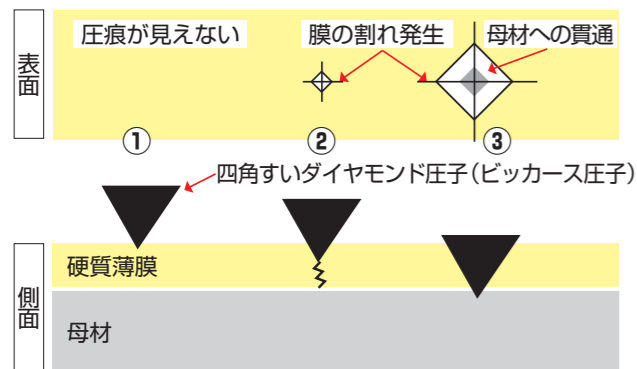 表面
圧痕が見えない
膜の割れ発生
母材への貫通
①
②
③
四角すいダイヤモンド圧子(ビッカース圧子)
側面
硬質薄膜
母材